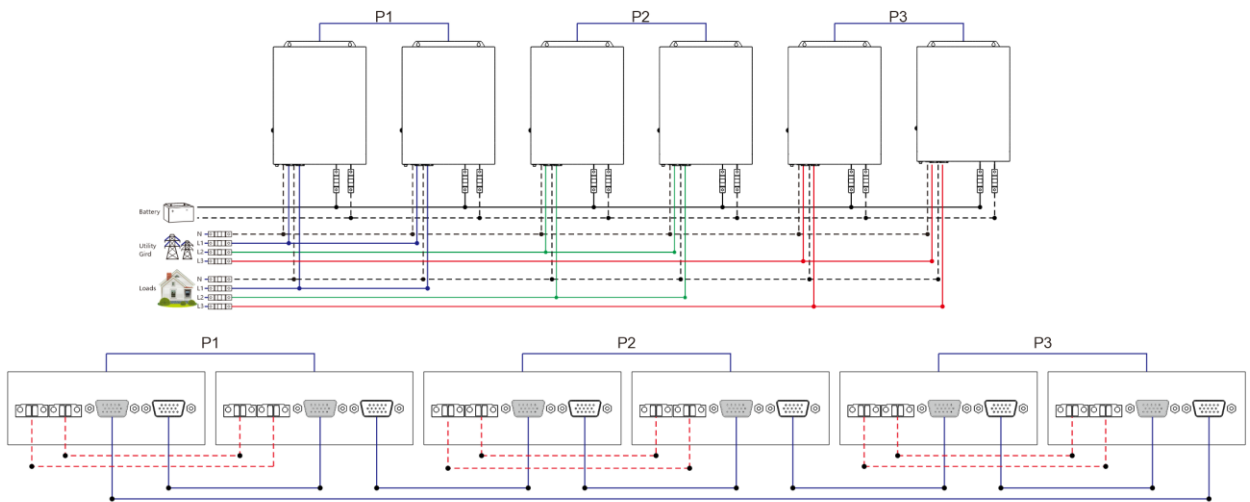 P1 P2 P3
Battery
N
L1
Utility
Gird
L2
L3
N
Loads
L1
L2
L3
P1 P2 P3